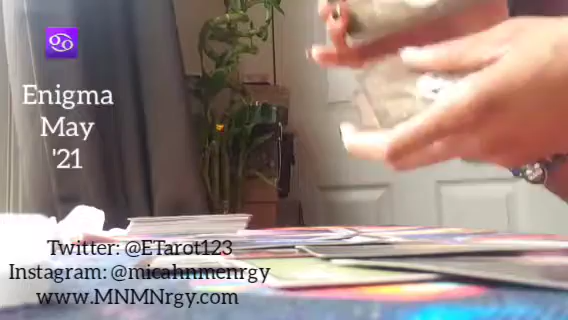 ♋
Enigma
May
'21
Twitter: @ETarot123
Instagram: @micahnmenrgy
www.MNMNrgy.com